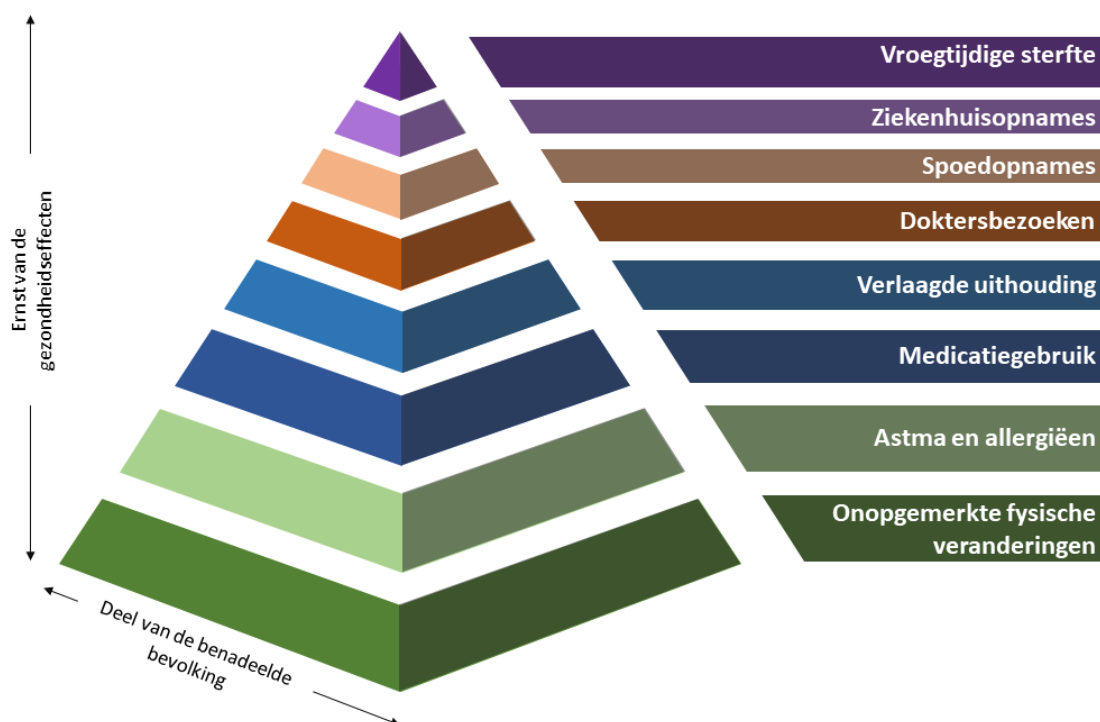 Vroegtijdige sterfte
Ziekenhuisopnames
Spoedopnames
Doktersbezoeken
Verlaagde uithouding
Medicatiegebruik
Astma en allergiëen
Onopgemerkte fysische
veranderingen
Ernst van de
gezondheidseffecten
Deel van de benadeelde
bevolking